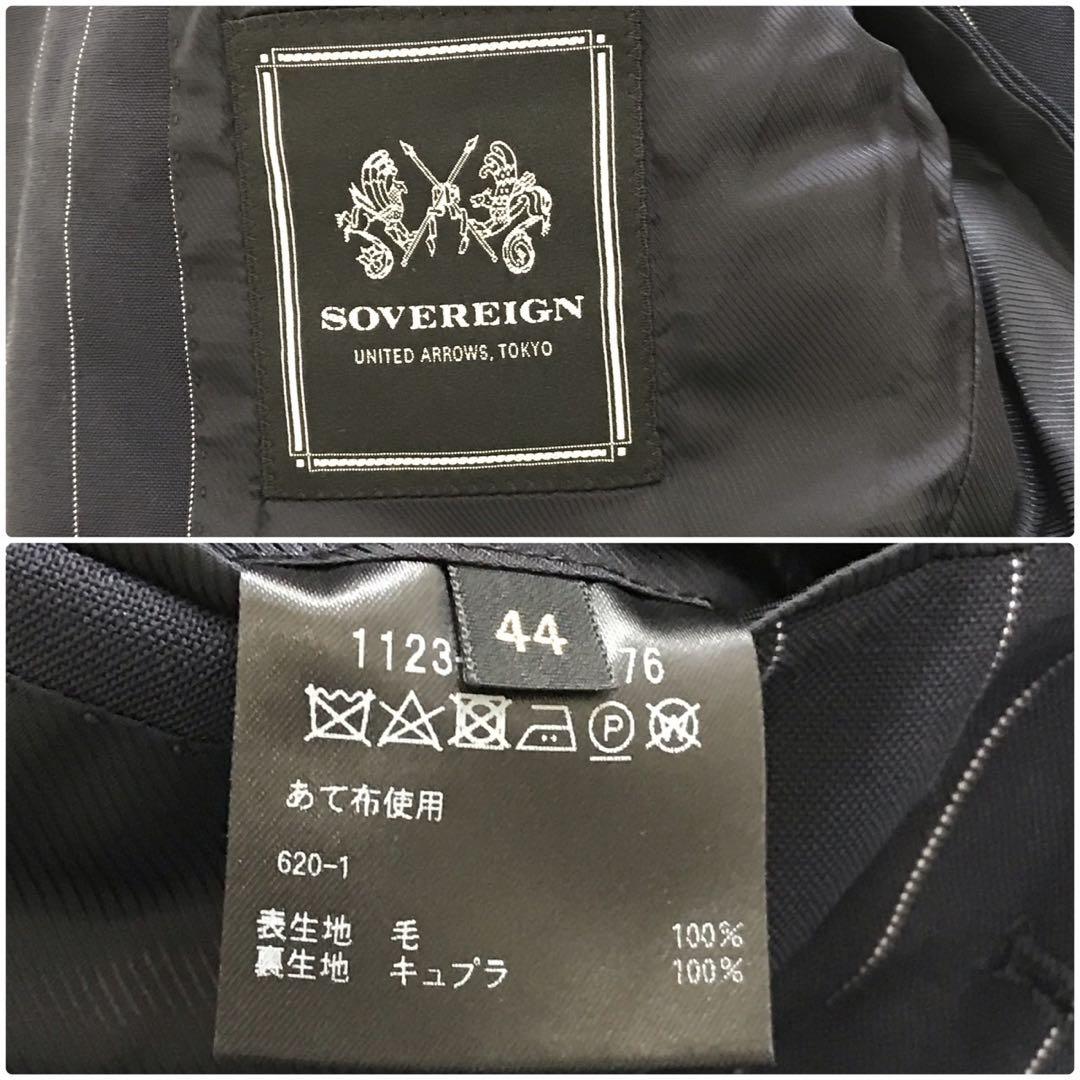 SOVEREIGN
UNITED ARROWS, TOKYO
44
1123- 76
P W
あて布使用
620-1
表生地 毛 100%
裏生地 キュプラ 100%